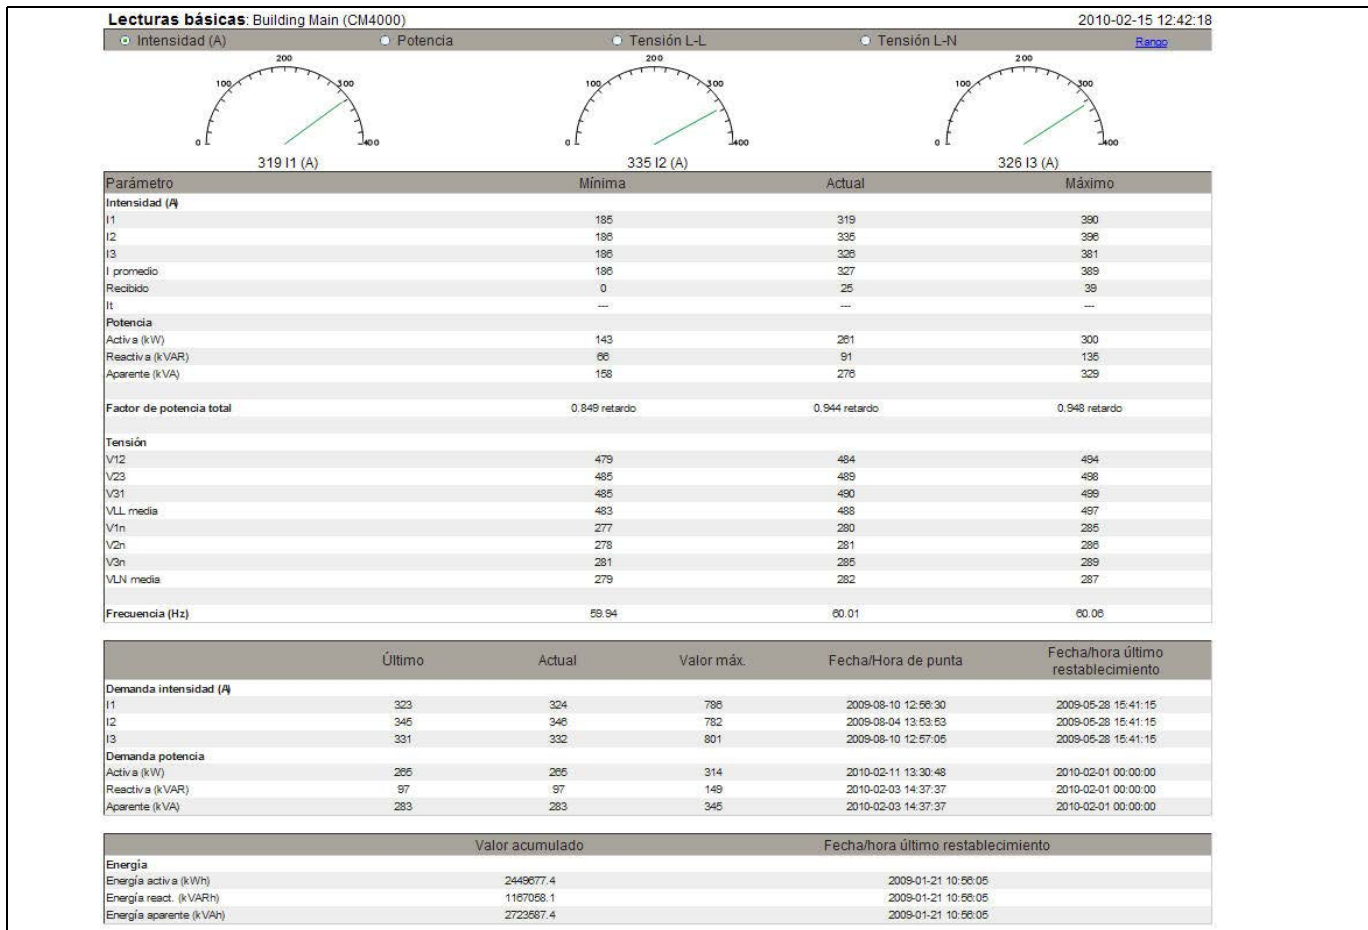 Lecturas básicas: Building Main (CM4000) 2010-02-15 12:42:18
Intensidad (A) Potencia Tensión L-L Tensión L-N Rango
0 100 200 300 400 0 100 200 300 400 0 100 200 300 400
319 I1 (A) 335 I2 (A) 326 I3 (A)
Parámetro Mínima Actual Máximo
Intensidad (A)
I1 185 319 390
I2 186 335 396
I3 186 326 381
I promedio 186 327 389
Recibido 0 25 39
It --- --- ---
Potencia
Activa (kW) 143 261 300
Reactiva (kVAR) 66 91 135
Aparente (kVA) 158 276 329
Factor de potencia total 0.849 retardo 0.944 retardo 0.948 retardo
Tensión
V12 479 484 494
V23 485 489 498
V31 485 490 499
VLL media 483 488 497
V1n 277 280 285
V2n 278 281 286
V3n 281 285 289
VLN media 279 282 287
Frecuencia (Hz) 59.94 60.01 60.06
Último Actual Valor máx. Fecha/Hora de punta Fecha/hora último restablecimiento
Demanda intensidad (A)
I1 323 324 786 2009-08-10 12:56:30 2009-05-28 15:41:15
I2 345 346 782 2009-08-04 13:53:53 2009-05-28 15:41:15
I3 331 332 801 2009-08-10 12:57:05 2009-05-28 15:41:15
Demanda potencia
Activa (kW) 265 265 314 2010-02-11 13:30:48 2010-02-01 00:00:00
Reactiva (kVAR) 97 97 149 2010-02-03 14:37:37 2010-02-01 00:00:00
Aparente (kVA) 283 283 345 2010-02-03 14:37:37 2010-02-01 00:00:00
Valor acumulado Fecha/hora último restablecimiento
Energía
Energía activa (kWh) 2449677.4 2009-01-21 10:56:05
Energía react. (kVARh) 1167058.1 2009-01-21 10:56:05
Energía aparente (kVAh) 2723587.4 2009-01-21 10:56:05